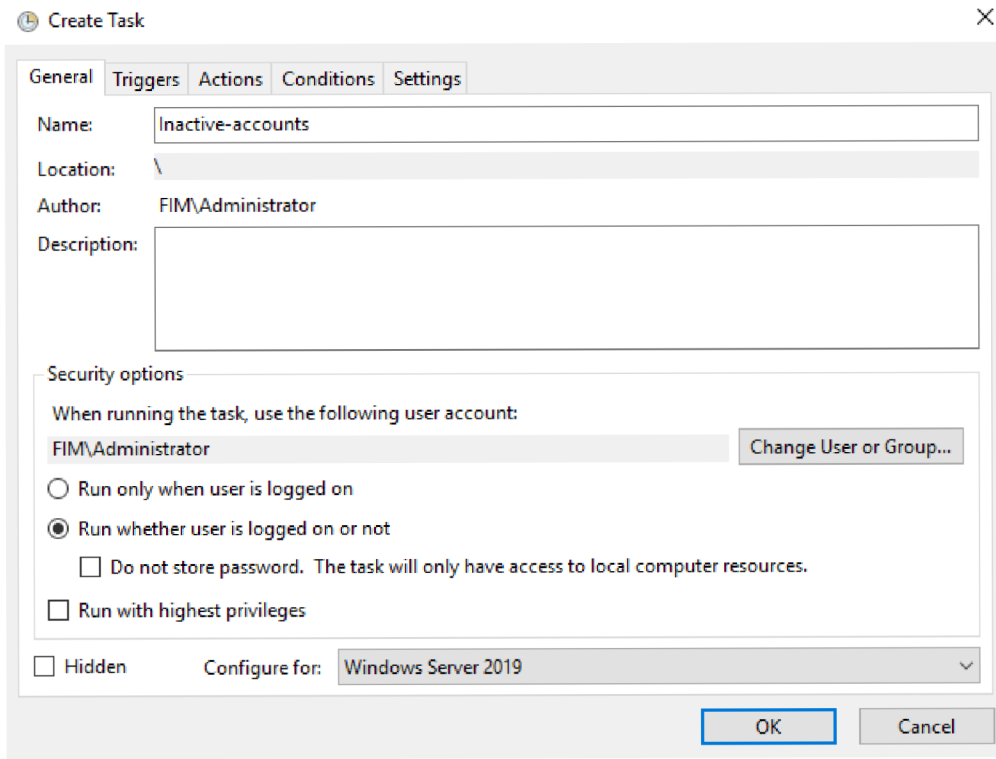 Create Task
General Triggers Actions Conditions Settings
Name: Inactive-accounts
Location: \
Author: FIM\Administrator
Description:
Security options
When running the task, use the following user account:
FIM\Administrator Change User or Group...
Run only when user is logged on
Run whether user is logged on or not
Do not store password. The task will only have access to local computer resources.
Run with highest privileges
Hidden Configure for: Windows Server 2019
OK Cancel